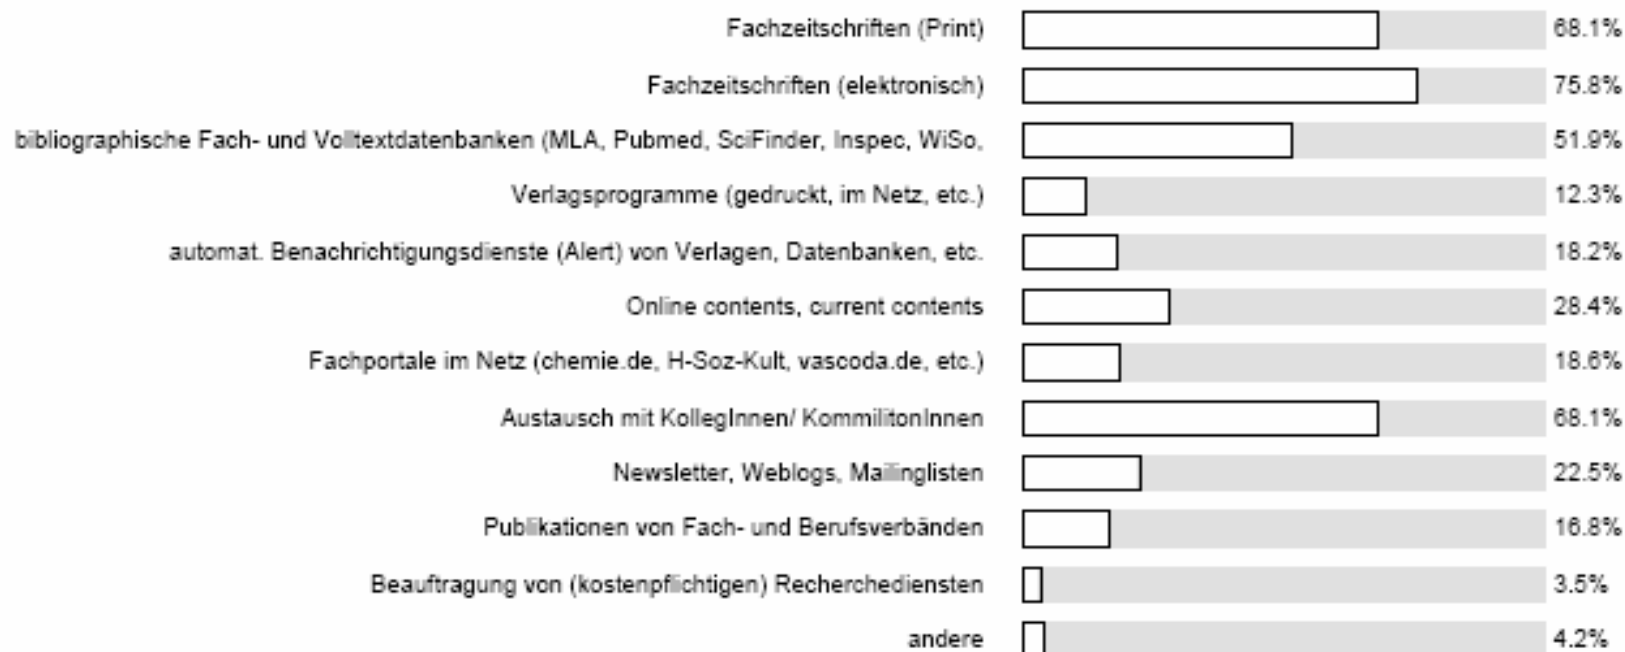 Fachzeitschriften (Print) 68.1%
Fachzeitschriften (elektronisch) 75.8%
bibliographische Fach- und Volltextdatenbanken (MLA, Pubmed, SciFinder, Inspec, WiSo, 51.9%
Verlagsprogramme (gedruckt, im Netz, etc.) 12.3%
automat. Benachrichtigungsdienste (Alert) von Verlagen, Datenbanken, etc. 18.2%
Online contents, current contents 28.4%
Fachportale im Netz (chemie.de, H-Soz-Kult, vascoda.de, etc.) 18.6%
Austausch mit KollegInnen/ KommilitonInnen 68.1%
Newsletter, Weblogs, Mailinglisten 22.5%
Publikationen von Fach- und Berufsverbänden 16.8%
Beauftragung von (kostenpflichtigen) Recherchediensten 3.5%
andere 4.2%